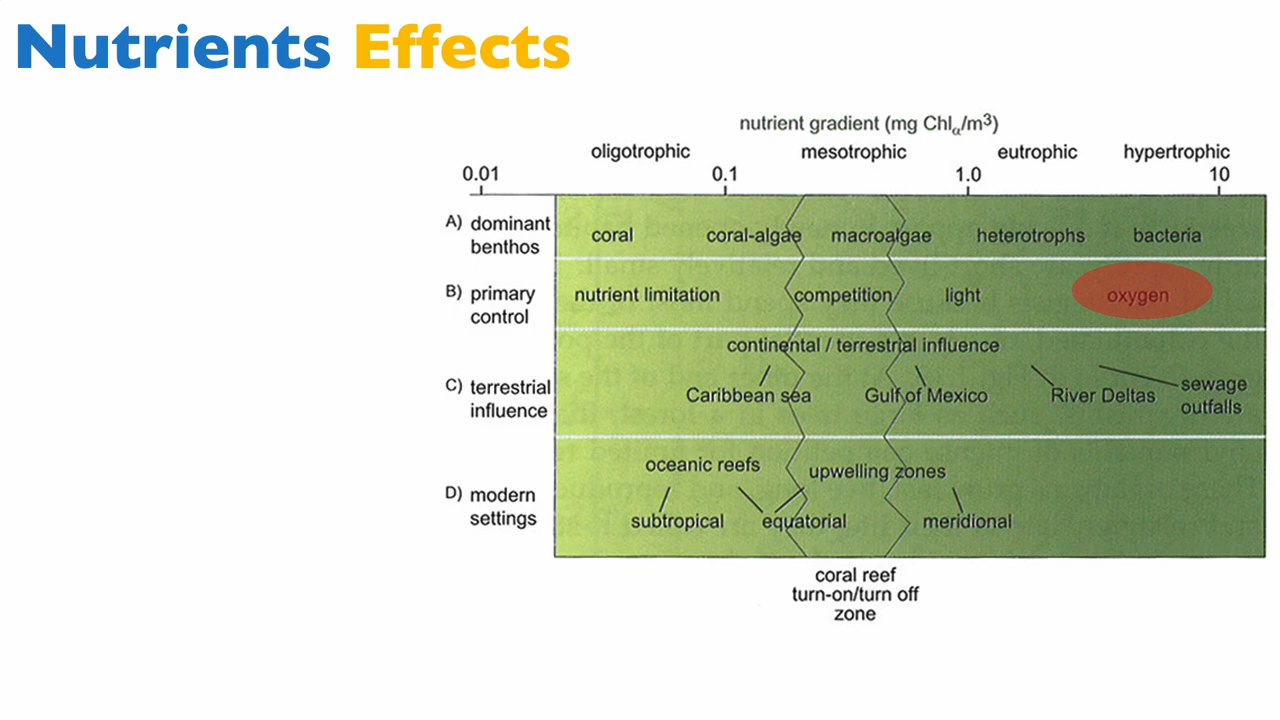 Nutrients Effects
nutrient gradient (mg Chlα/m³)
oligotrophic mesotrophic eutrophic hypertrophic
0.01 0.1 1.0 10
A) dominant
benthos
coral coral-algae macroalgae heterotrophs bacteria
B) primary
control
nutrient limitation competition light oxygen
continental / terrestrial influence
C) terrestrial
influence
Caribbean sea Gulf of Mexico River Deltas sewage
outfalls
D) modern
settings
oceanic reefs upwelling zones
subtropical equatorial meridional
coral reef
turn-on/turn off
zone